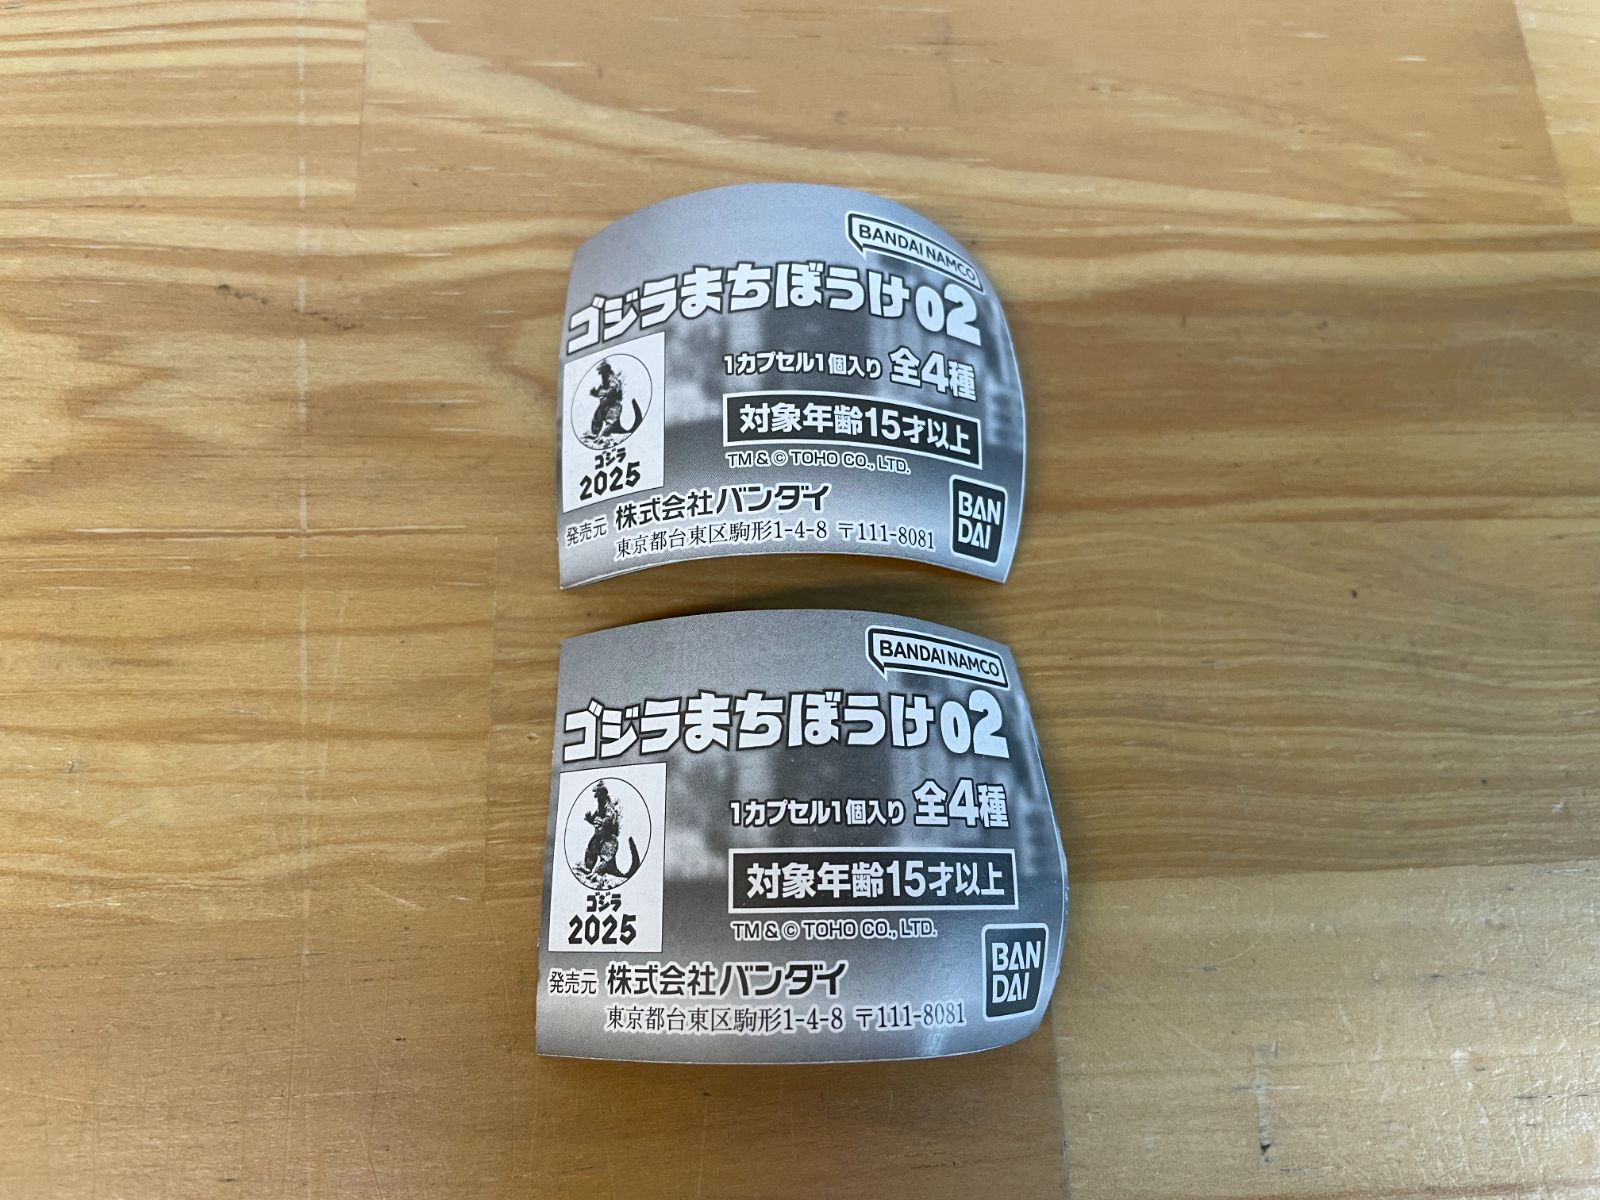 BANDAI NAMCO
ゴジラまちぼうけ02
1カプセル1個入り 全4種
対象年齢15才以上
TM & © TOHO CO., LTD.
ゴジラ
2025
発売元 株式会社バンダイ
東京都台東区駒形1-4-8 〒111-8081
BAN
DAI
BANDAI NAMCO
ゴジラまちぼうけ02
1カプセル1個入り 全4種
対象年齢15才以上
TM & © TOHO CO., LTD.
ゴジラ
2025
発売元 株式会社バンダイ
東京都台東区駒形1-4-8 〒111-8081
BAN
DAI